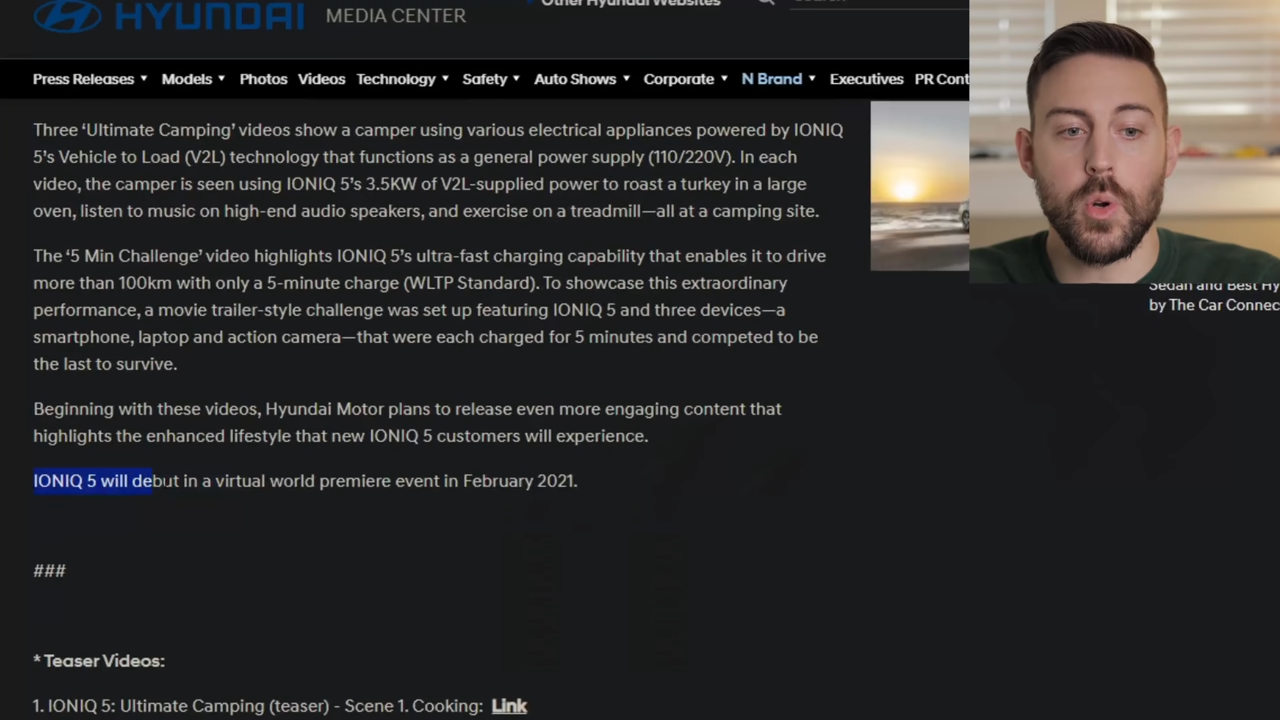 HYUNDAI MEDIA CENTER
Other Hyundai Websites
Press Releases Models Photos Videos Technology Safety Auto Shows Corporate N Brand Executives PR Cont
Three ‘Ultimate Camping’ videos show a camper using various electrical appliances powered by IONIQ
5’s Vehicle to Load (V2L) technology that functions as a general power supply (110/220V). In each
video, the camper is seen using IONIQ 5’s 3.5KW of V2L-supplied power to roast a turkey in a large
oven, listen to music on high-end audio speakers, and exercise on a treadmill—all at a camping site.
The ‘5 Min Challenge’ video highlights IONIQ 5’s ultra-fast charging capability that enables it to drive
more than 100km with only a 5-minute charge (WLTP Standard). To showcase this extraordinary
performance, a movie trailer-style challenge was set up featuring IONIQ 5 and three devices—a
smartphone, laptop and action camera—that were each charged for 5 minutes and competed to be
the last to survive.
Beginning with these videos, Hyundai Motor plans to release even more engaging content that
highlights the enhanced lifestyle that new IONIQ 5 customers will experience.
IONIQ 5 will debut in a virtual world premiere event in February 2021.
###
* Teaser Videos:
1. IONIQ 5: Ultimate Camping (teaser) - Scene 1. Cooking: Link
Sedan and Best Hy
by The Car Connec